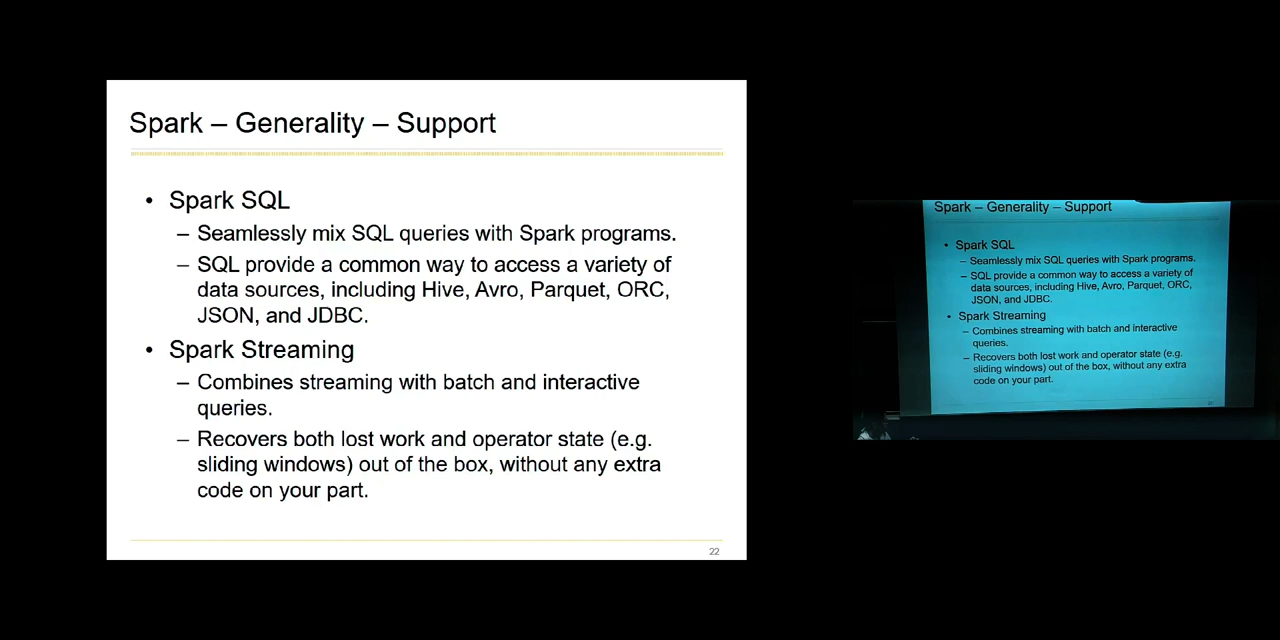 Spark – Generality – Support
• Spark SQL
– Seamlessly mix SQL queries with Spark programs.
– SQL provide a common way to access a variety of
data sources, including Hive, Avro, Parquet, ORC,
JSON, and JDBC.
• Spark Streaming
– Combines streaming with batch and interactive
queries.
– Recovers both lost work and operator state (e.g.
sliding windows) out of the box, without any extra
code on your part.
22
Spark – Generality – Support
• Spark SQL
– Seamlessly mix SQL queries with Spark programs.
– SQL provide a common way to access a variety of
data sources, including Hive, Avro, Parquet, ORC,
JSON, and JDBC.
• Spark Streaming
– Combines streaming with batch and interactive
queries.
– Recovers both lost work and operator state (e.g.
sliding windows) out of the box, without any extra
code on your part.